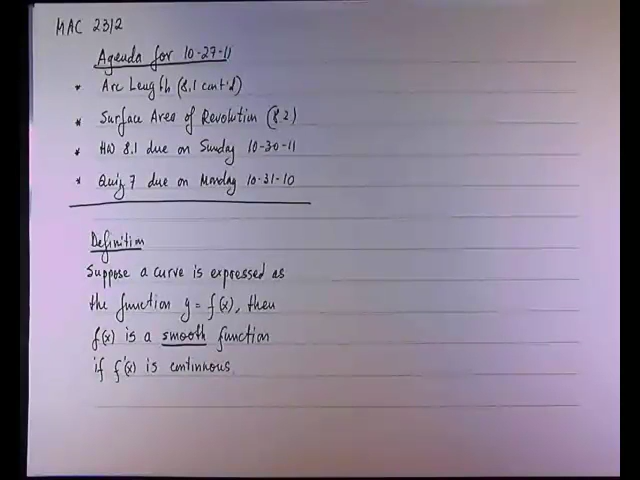 MAC 2312
Agenda for 10-27-11
* Arc Length (8.1 cont'd)
* Surface Area of Revolution (8.2)
* HW 8.1 due on Sunday 10-30-11
* Quiz 7 due on Monday 10-31-10
Definition
Suppose a curve is expressed as
the function y = f(x), then
f(x) is a smooth function
if f'(x) is continuous.